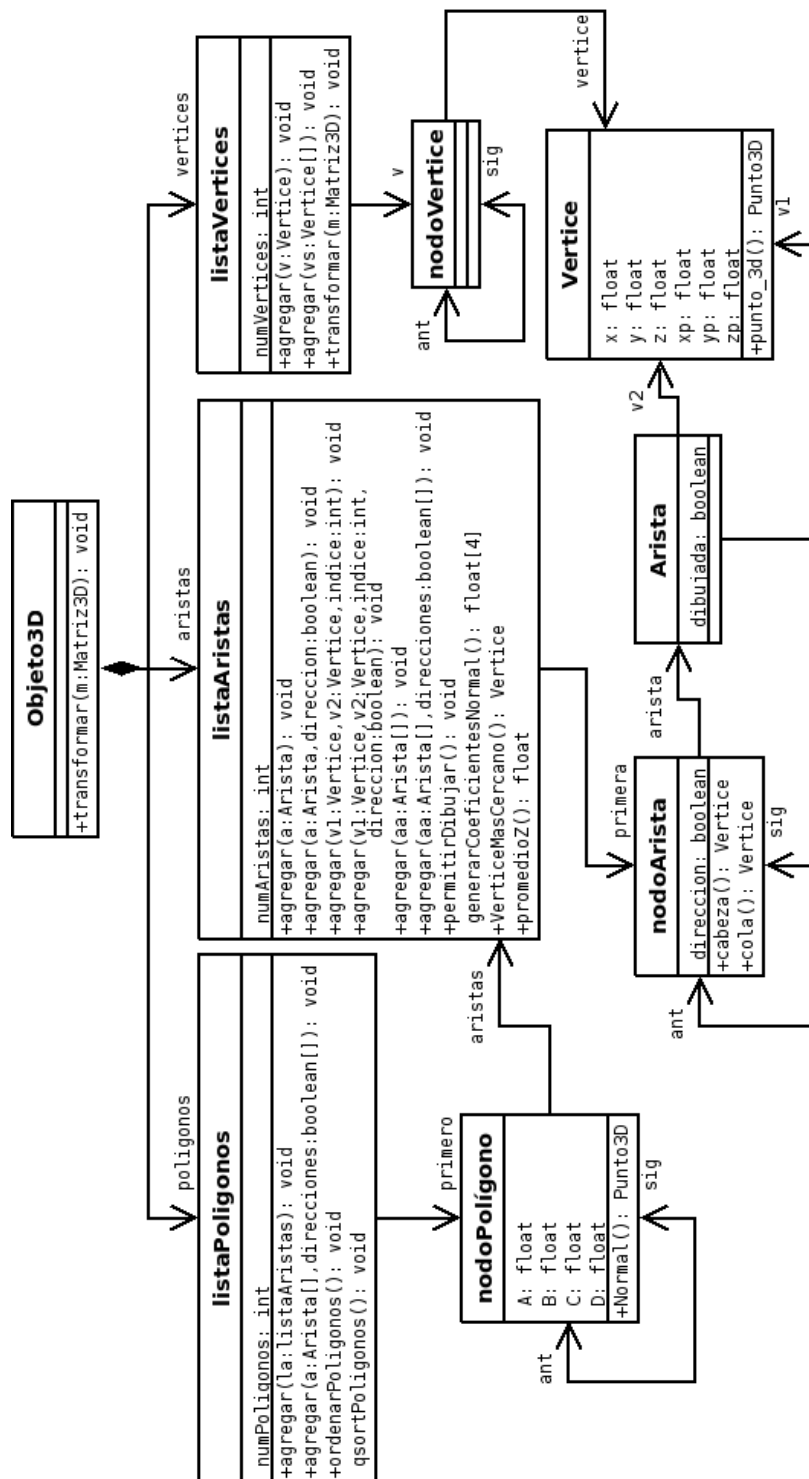 Objeto3D
+transformar(m:Matriz3D): void
poligonos
aristas
vertices
listaPoligonos
numPoligonos: int
+agregar(la:listaAristas): void
+agregar(a:Arista[],direcciones:boolean[]): void
+ordenarPoligonos(): void
qsortPoligonos(): void
listaAristas
numAristas: int
+agregar(a:Arista): void
+agregar(a:Arista,direccion:boolean): void
+agregar(v1:Vertice,v2:Vertice,indice:int): void
+agregar(v1:Vertice,v2:Vertice,indice:int,
direccion:boolean): void
+agregar(aa:Arista[]): void
+agregar(aa:Arista[],direcciones:boolean[]): void
+permitirDibujar(): void
generarCoeficientesNormal(): float[4]
+VerticeMasCercano(): Vertice
+promedioZ(): float
listaVertices
numVertices: int
+agregar(v:Vertice): void
+agregar(vs:Vertice[]): void
+transformar(m:Matriz3D): void
primero
aristas
primera
v
nodoPolígono
A: float
B: float
C: float
D: float
+Normal(): Punto3D
ant
sig
nodoVertice
ant
sig
vertice
nodoArista
direccion: boolean
+cabeza(): Vertice
+cola(): Vertice
ant
sig
arista
Arista
dibujada: boolean
v2
Vertice
x: float
y: float
z: float
xp: float
yp: float
zp: float
+punto_3d(): Punto3D
v1